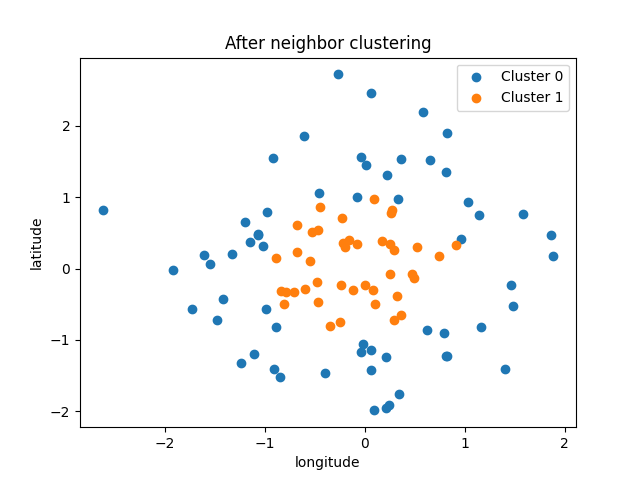 After neighbor clustering
Cluster 0
Cluster 1
latitude
2
1
0
−1
−2
−2
−1
0
1
2
longitude